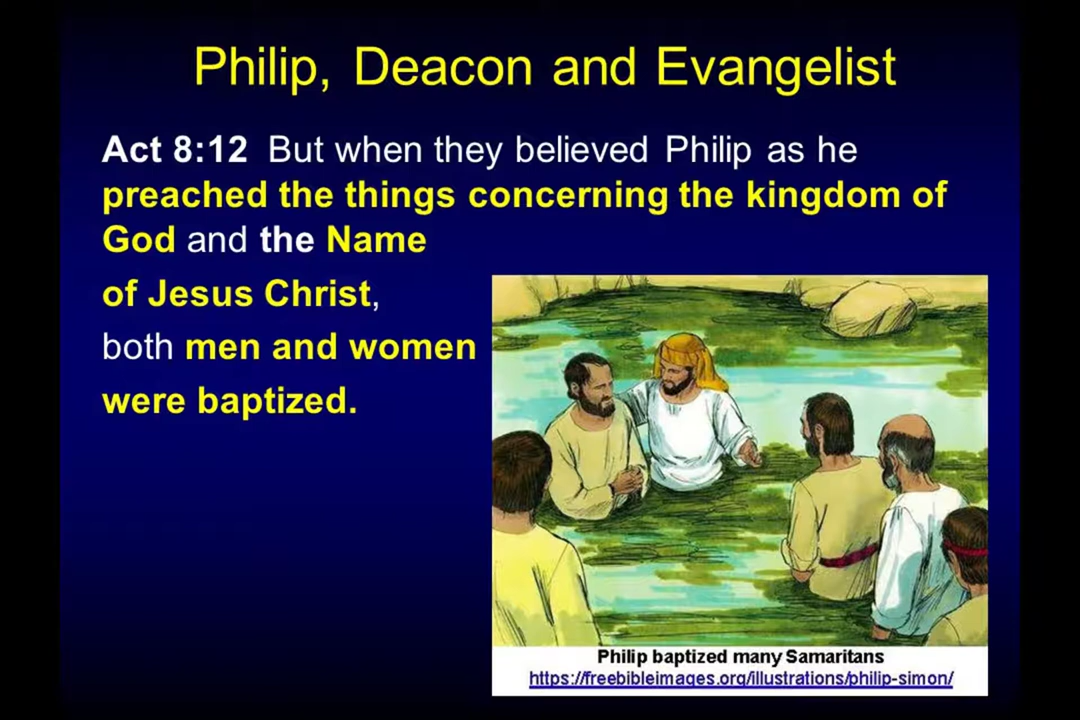 Philip, Deacon and Evangelist
Act 8:12  But when they believed Philip as he
preached the things concerning the kingdom of
God and the Name
of Jesus Christ,
both men and women
were baptized.
Philip baptized many Samaritans
https://freebibleimages.org/illustrations/philip-simon/